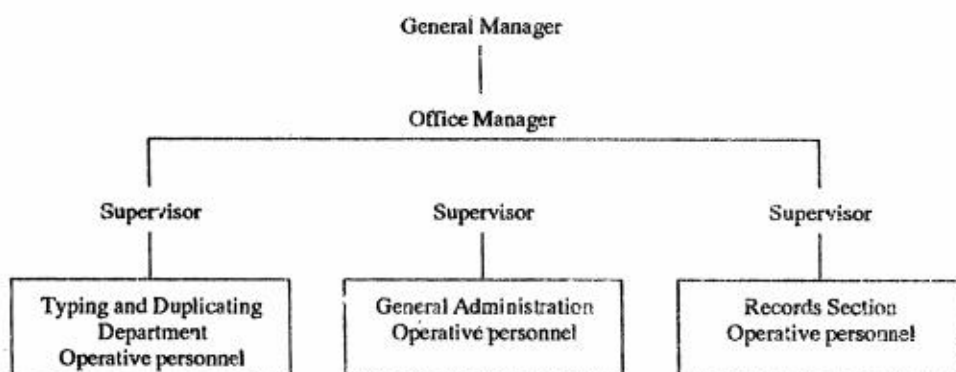 General Manager
Office Manager
Supervisor
Supervisor
Supervisor
Typing and Duplicating
Department
Operative personnel
General Administration
Operative personnel
Records Section
Operative personnel